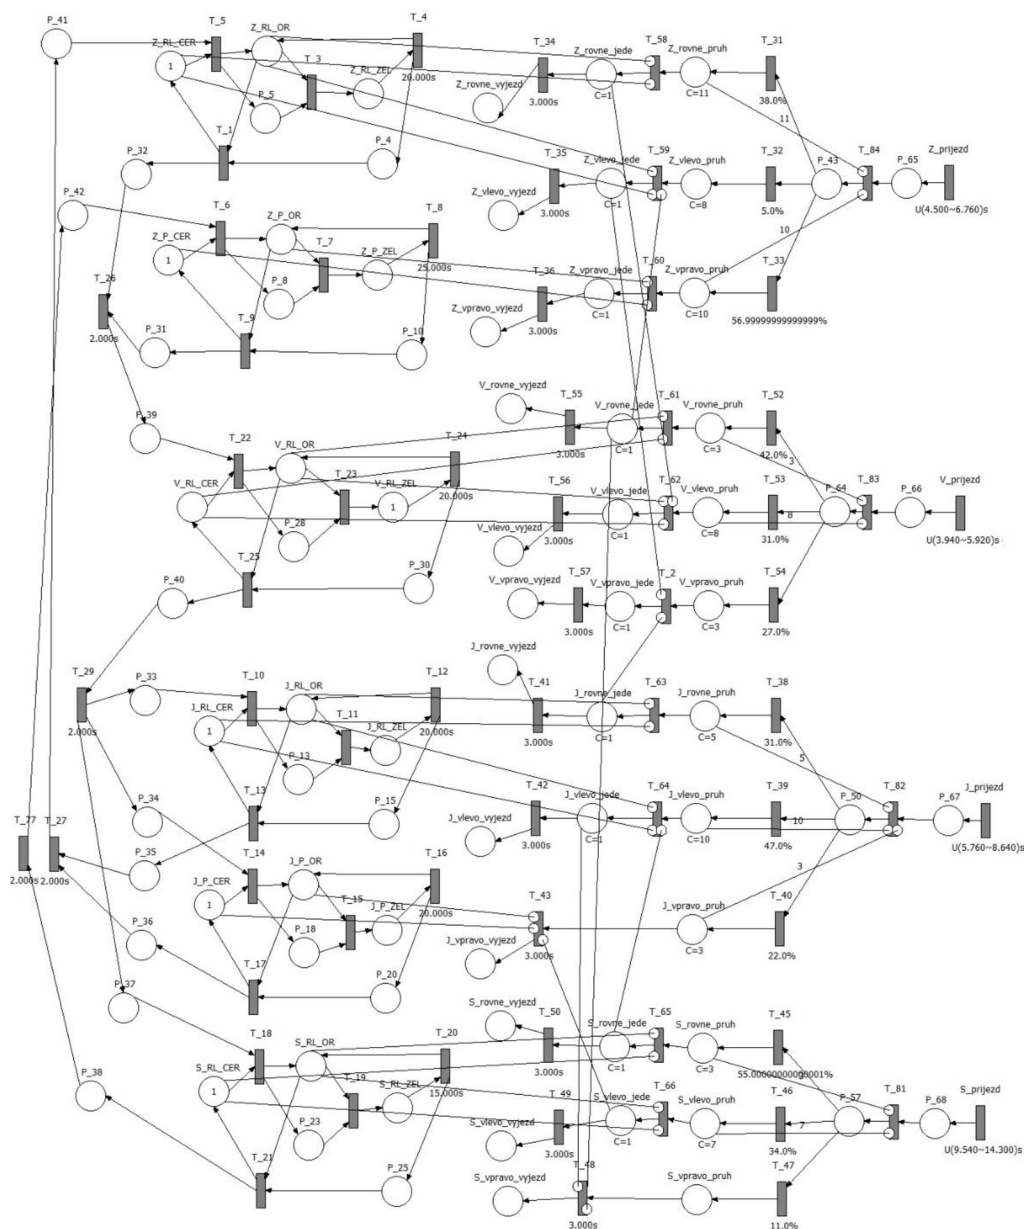 P_41
T_5
Z_RL_OR
T_4
Z_RL_CER
1
T_3
Z_RL_ZEL
20.000s
P_5
T_1
P_32
P_4
T_34
Z_rovne_jede
T_58
Z_rovne_pruh
T_31
Z_rovne_vyjezd
3.000s
C=1
C=11
38.0%
11
T_35
Z_vlevo_jede
T_59
Z_vlevo_pruh
T_32
P_43
T_84
P_65
Z_prijezd
Z_vlevo_vyjezd
3.000s
C=1
C=8
5.0%
U(4.500~6.760)s
10
P_42
T_6
Z_P_OR
T_8
Z_P_CER
1
T_7
Z_P_ZEL
25.000s
P_8
T_26
2.000s
T_9
P_31
P_10
T_36
Z_vpravo_jede
T_60
Z_vpravo_pruh
T_33
Z_vpravo_vyjezd
3.000s
C=1
C=10
56.99999999999999%
P_39
T_22
V_RL_OR
T_24
V_RL_CER
T_23
V_RL_ZEL
1
20.000s
P_28
T_25
P_40
P_30
V_rovne_vyjezd
T_55
V_rovne_jede
T_61
V_rovne_pruh
T_52
3.000s
C=1
C=3
42.0%
3
T_56
V_vlevo_jede
T_62
V_vlevo_pruh
T_53
P_64
T_83
P_66
V_prijezd
V_vlevo_vyjezd
3.000s
C=1
C=8
8
31.0%
U(3.940~5.920)s
V_vpravo_vyjezd
T_57
V_vpravo_jede
T_2
V_vpravo_pruh
T_54
3.000s
C=1
C=3
27.0%
T_29
2.000s
P_33
T_10
J_RL_OR
T_12
J_RL_CER
1
T_11
J_RL_ZEL
20.000s
P_13
T_13
P_15
P_34
P_35
J_rovne_vyjezd
T_41
J_rovne_jede
T_63
J_rovne_pruh
T_38
3.000s
C=1
C=5
31.0%
5
T_42
J_vlevo_jede
T_64
J_vlevo_pruh
T_39
P_50
T_82
P_67
J_prijezd
J_vlevo_vyjezd
3.000s
C=1
C=10
10
47.0%
U(5.760~8.640)s
3
T_77
2.000s
T_27
2.000s
T_14
J_P_OR
T_16
J_P_CER
1
T_15
J_P_ZEL
20.000s
P_18
P_36
T_17
P_20
T_43
J_vpravo_pruh
T_40
J_vpravo_vyjezd
3.000s
C=3
22.0%
P_37
T_18
S_RL_OR
T_20
S_RL_CER
1
T_19
S_RL_ZEL
15.000s
P_23
P_38
T_21
P_25
S_rovne_vyjezd
T_50
S_rovne_jede
T_65
S_rovne_pruh
T_45
3.000s
C=1
C=3
T_49
S_vlevo_jede
T_66
S_vlevo_pruh
T_46
P_57
T_81
P_68
S_prijezd
S_vlevo_vyjezd
3.000s
C=1
C=7
7
34.0%
U(9.540~14.300)s
T_48
S_vpravo_pruh
T_47
S_vpravo_vyjezd
3.000s
11.0%